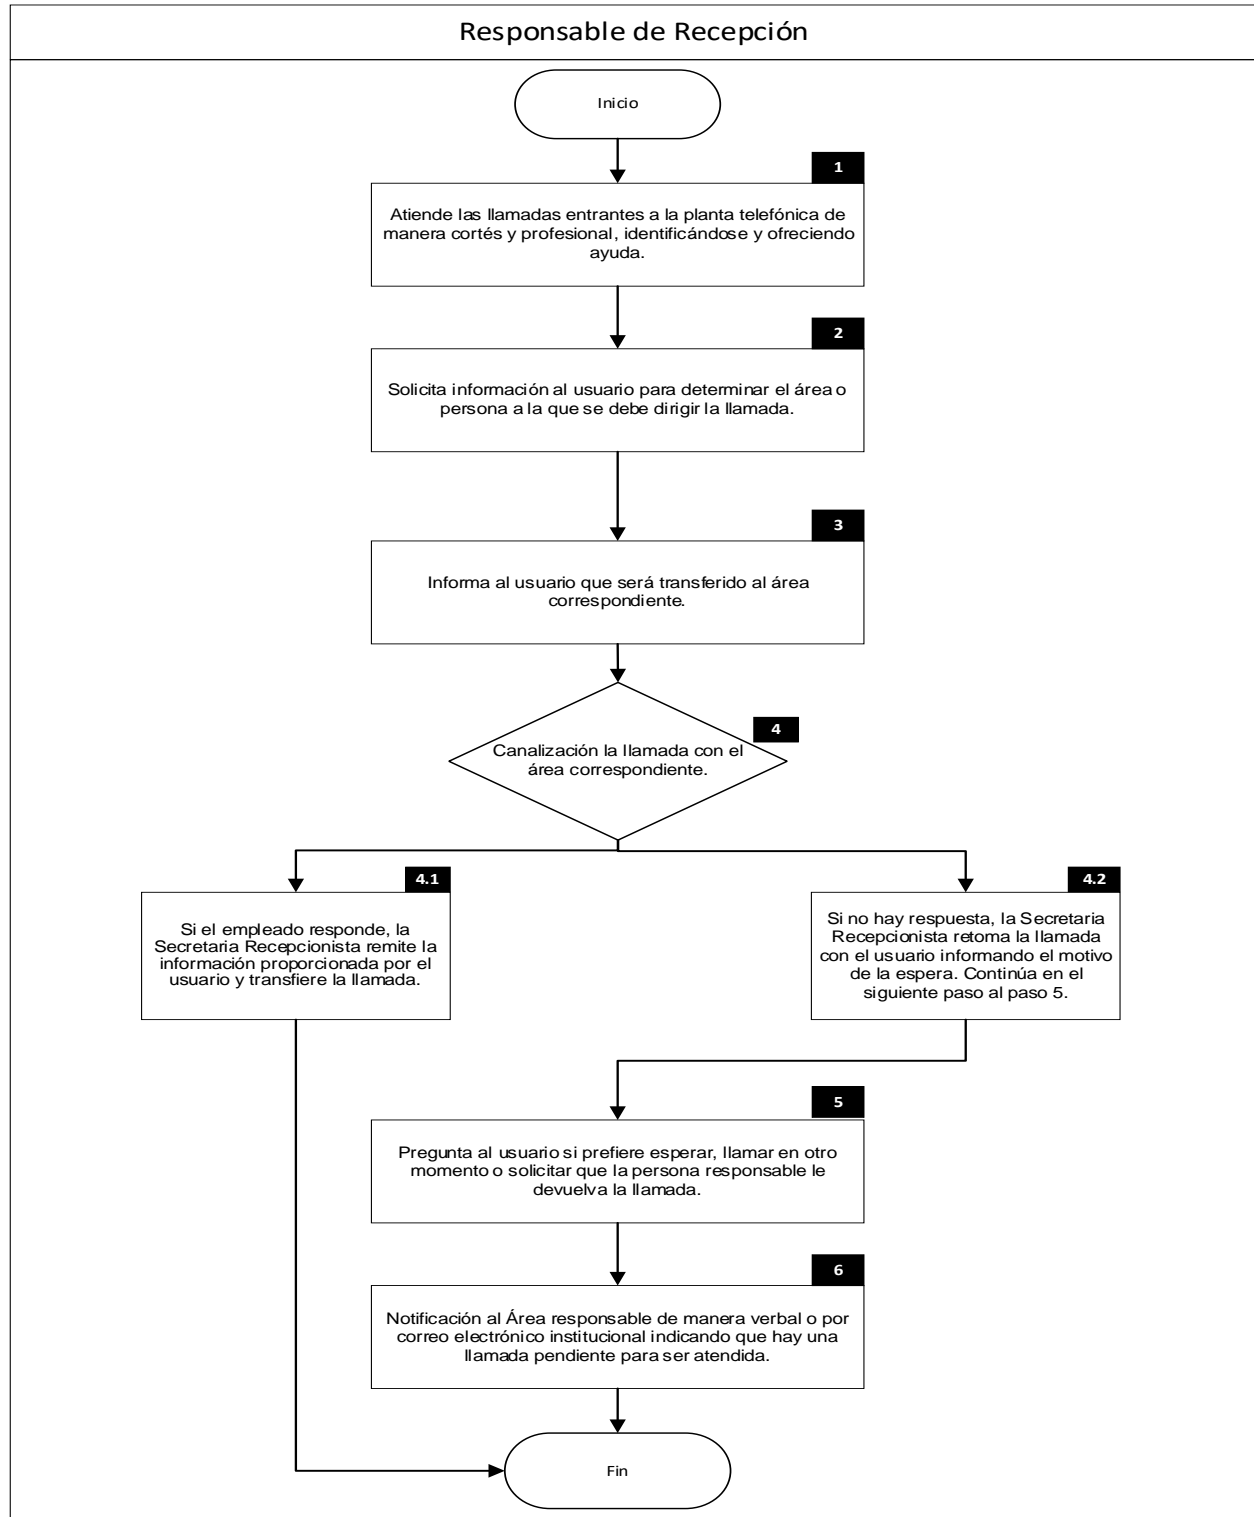 Responsable de Recepción
Inicio
1
Atiende las llamadas entrantes a la planta telefónica de
manera cortés y profesional, identificándose y ofreciendo
ayuda.
2
Solicita información al usuario para determinar el área o
persona a la que se debe dirigir la llamada.
3
Informa al usuario que será transferido al área
correspondiente.
4
Canalización la llamada con el
área correspondiente.
4.1
Si el empleado responde, la
Secretaria Recepcionista remite la
información proporcionada por el
usuario y transfiere la llamada.
4.2
Si no hay respuesta, la Secretaria
Recepcionista retoma la llamada
con el usuario informando el motivo
de la espera. Continúa en el
siguiente paso al paso 5.
5
Pregunta al usuario si prefiere esperar, llamar en otro
momento o solicitar que la persona responsable le
devuelva la llamada.
6
Notificación al Área responsable de manera verbal o por
correo electrónico institucional indicando que hay una
llamada pendiente para ser atendida.
Fin